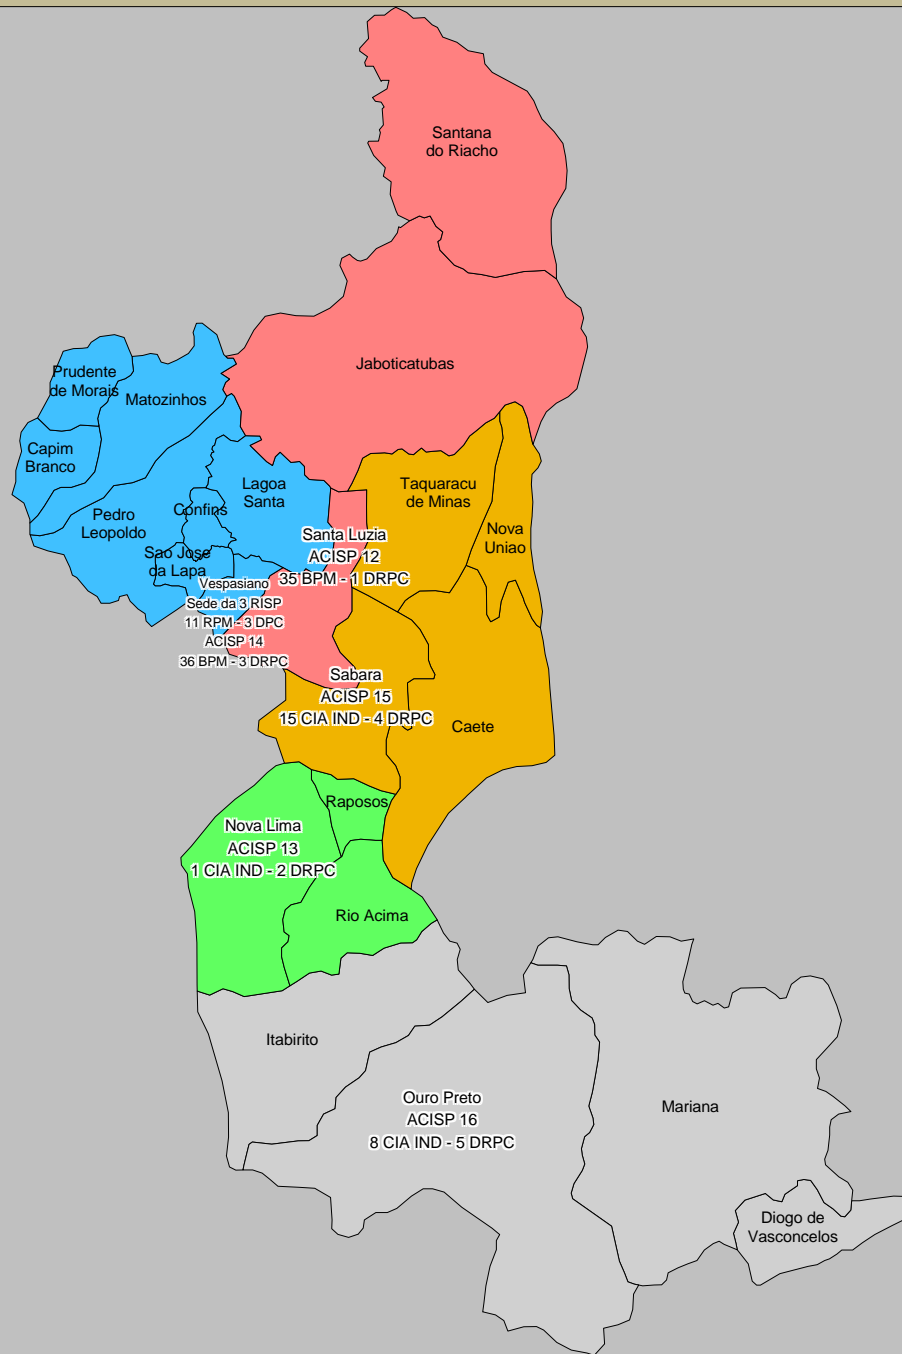 Santana
do Riacho
Jaboticatubas
Prudente
de Morais
Matozinhos
Capim
Branco
Lagoa
Santa
Taquaracu
de Minas
Confins
Pedro
Leopoldo
Nova
Uniao
Santa Luzia
ACISP 12
35 BPM - 1 DRPC
Sao Jose
da Lapa
Vespasiano
Sede da 3 RISP
11 RPM - 3 DPC
ACISP 14
36 BPM - 3 DRPC
Sabara
ACISP 15
15 CIA IND - 4 DRPC
Caete
Raposos
Nova Lima
ACISP 13
1 CIA IND - 2 DRPC
Rio Acima
Itabirito
Ouro Preto
ACISP 16
8 CIA IND - 5 DRPC
Mariana
Diogo de
Vasconcelos